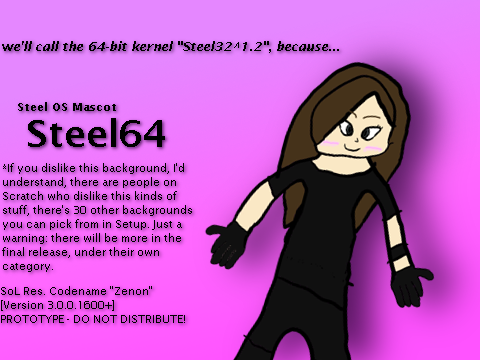 we'll call the 64-bit kernel "Steel32^1.2", because...
Steel OS Mascot
Steel64
*If you dislike this background, I'd
understand, there are people on
Scratch who dislike this kinds of
stuff, there's 30 other backgrounds
you can pick from in Setup. Just a
warning: there will be more in the
final release, under their own
category.
SoL Res. Codename "Zenon"
[Version 3.0.0.1600+]
PROTOTYPE - DO NOT DISTRIBUTE!